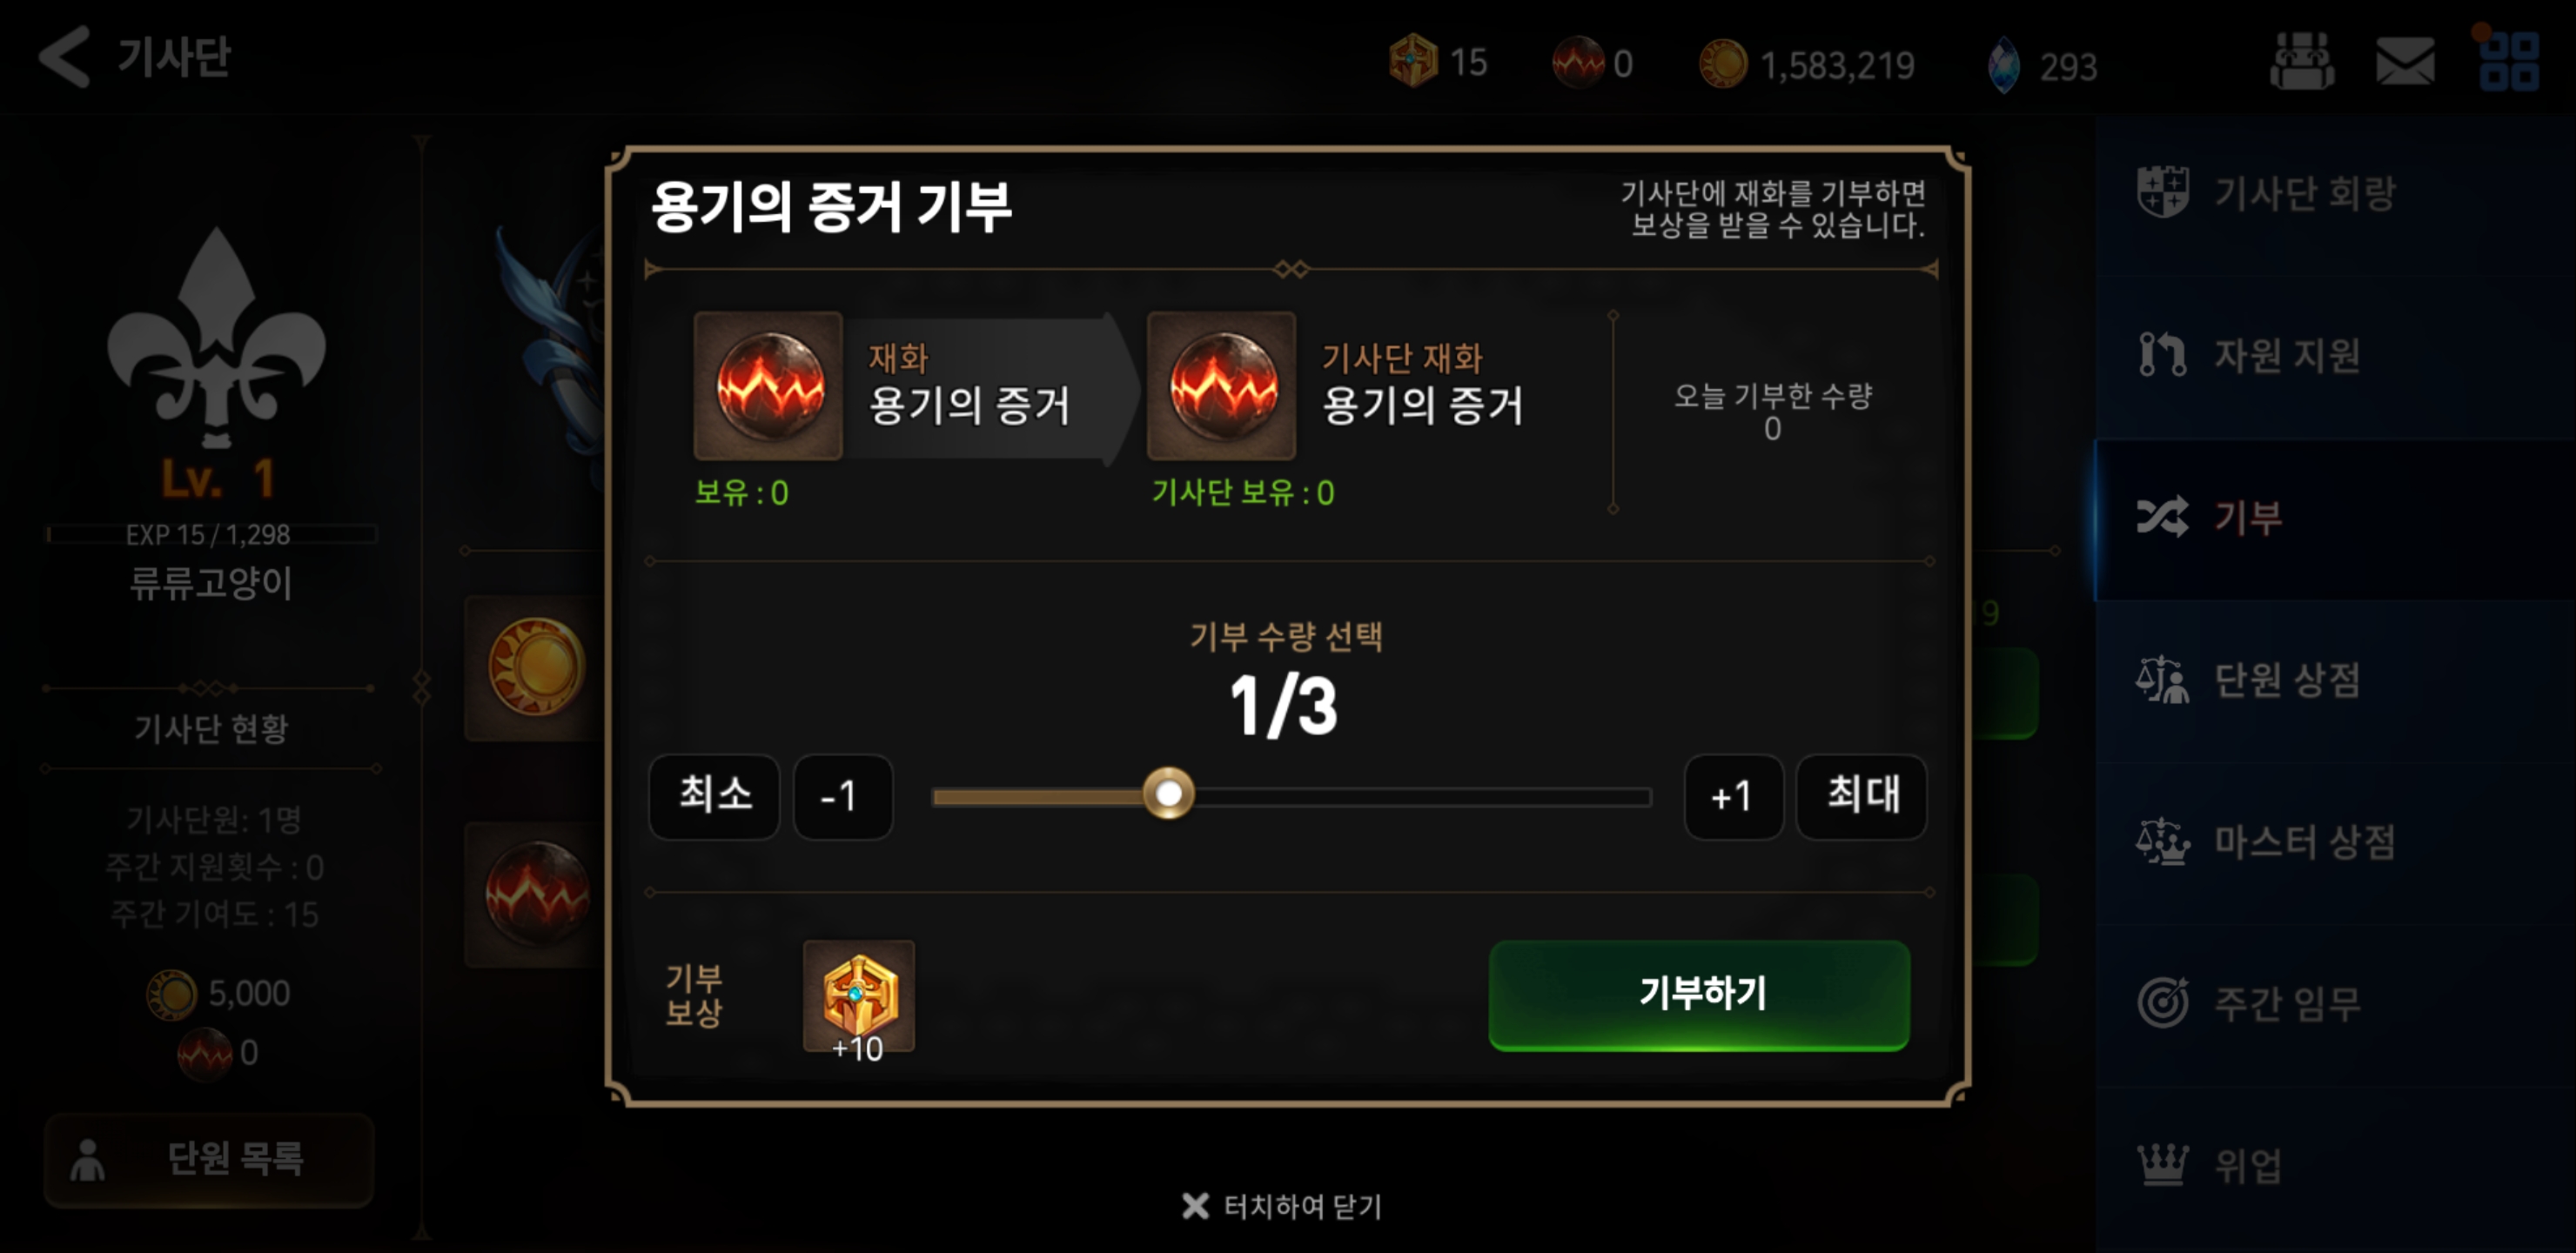 기사단
15
0
1,583,219
293
Lv. 1
EXP 15 / 1,298
류류고양이
기사단 현황
기사단원: 1명
주간 지원횟수 : 0
주간 기여도 : 15
5,000
0
단원 목록
용기의 증거 기부
기사단에 재화를 기부하면
보상을 받을 수 있습니다.
재화
용기의 증거
보유 : 0
기사단 재화
용기의 증거
기사단 보유 : 0
오늘 기부한 수량
0
기부 수량 선택
1/3
최소
-1
+1
최대
기부
보상
+10
기부하기
터치하여 닫기
9
기사단 회랑
자원 지원
기부
단원 상점
마스터 상점
주간 임무
위업